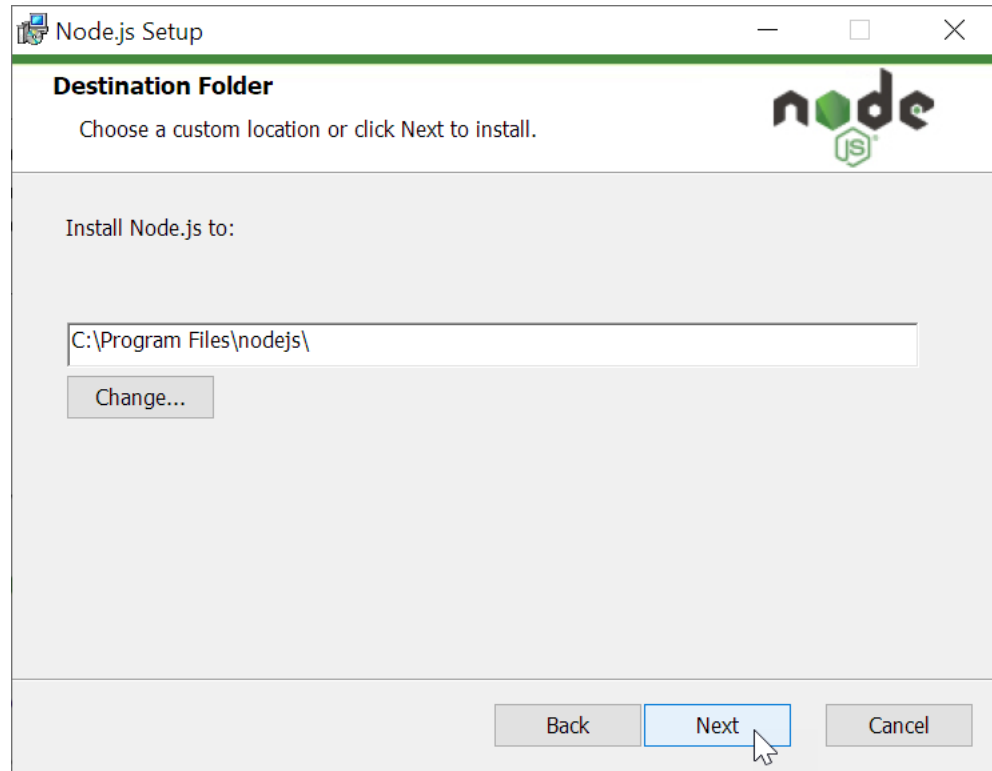 Node.js Setup
Destination Folder
Choose a custom location or click Next to install.
node
JS
Install Node.js to:
C:\Program Files\nodejs\
Change...
Back
Next
Cancel